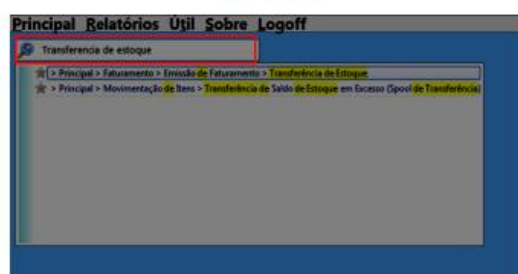 Principal Relatórios Útil Sobre Logoff
Transferencia de estoque
> Principal > Faturamento > Emissão de Faturamento > Transferência de Estoque
> Principal > Movimentação de Itens > Transferência de Saldo de Estoque em Excesso (Spool de Transferência)